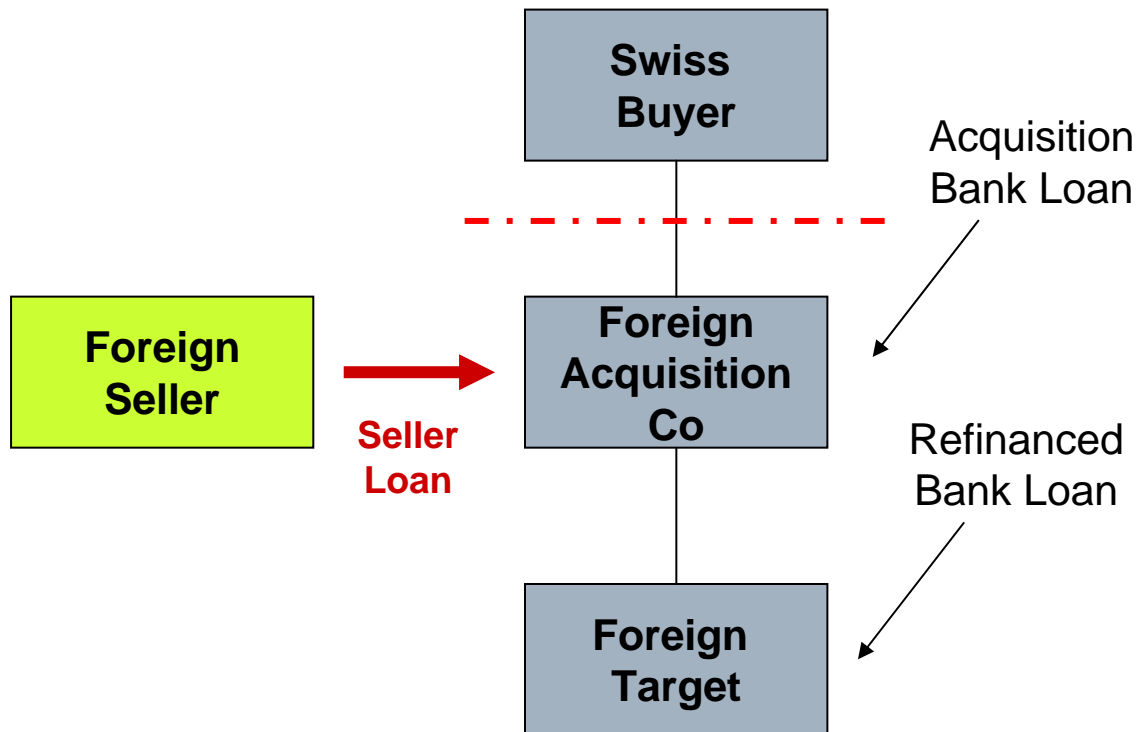 Swiss
Buyer
Acquisition
Bank Loan
Foreign
Seller
Seller
Loan
Foreign
Acquisition
Co
Refinanced
Bank Loan
Foreign
Target